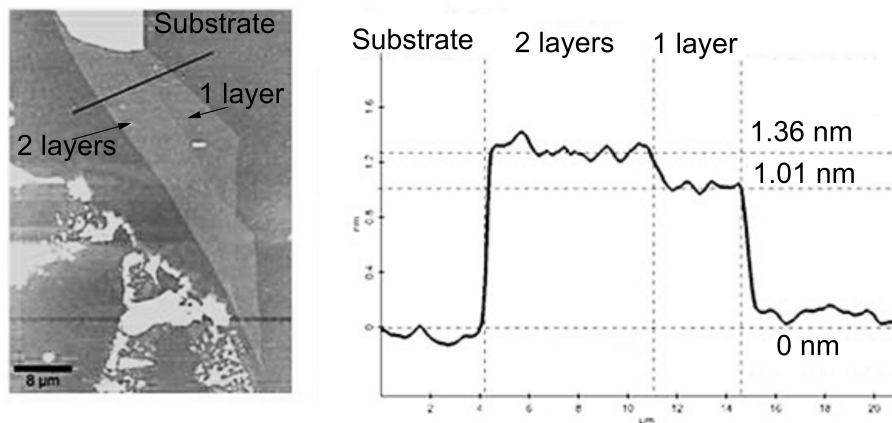 Substrate
1 layer
2 layers
8 µm
Substrate 2 layers 1 layer
1.6
1.36 nm
1.2
1.01 nm
0.8
nm
0.4
0
0 nm
2 4 6 8 10 12 14 16 18 20
µm